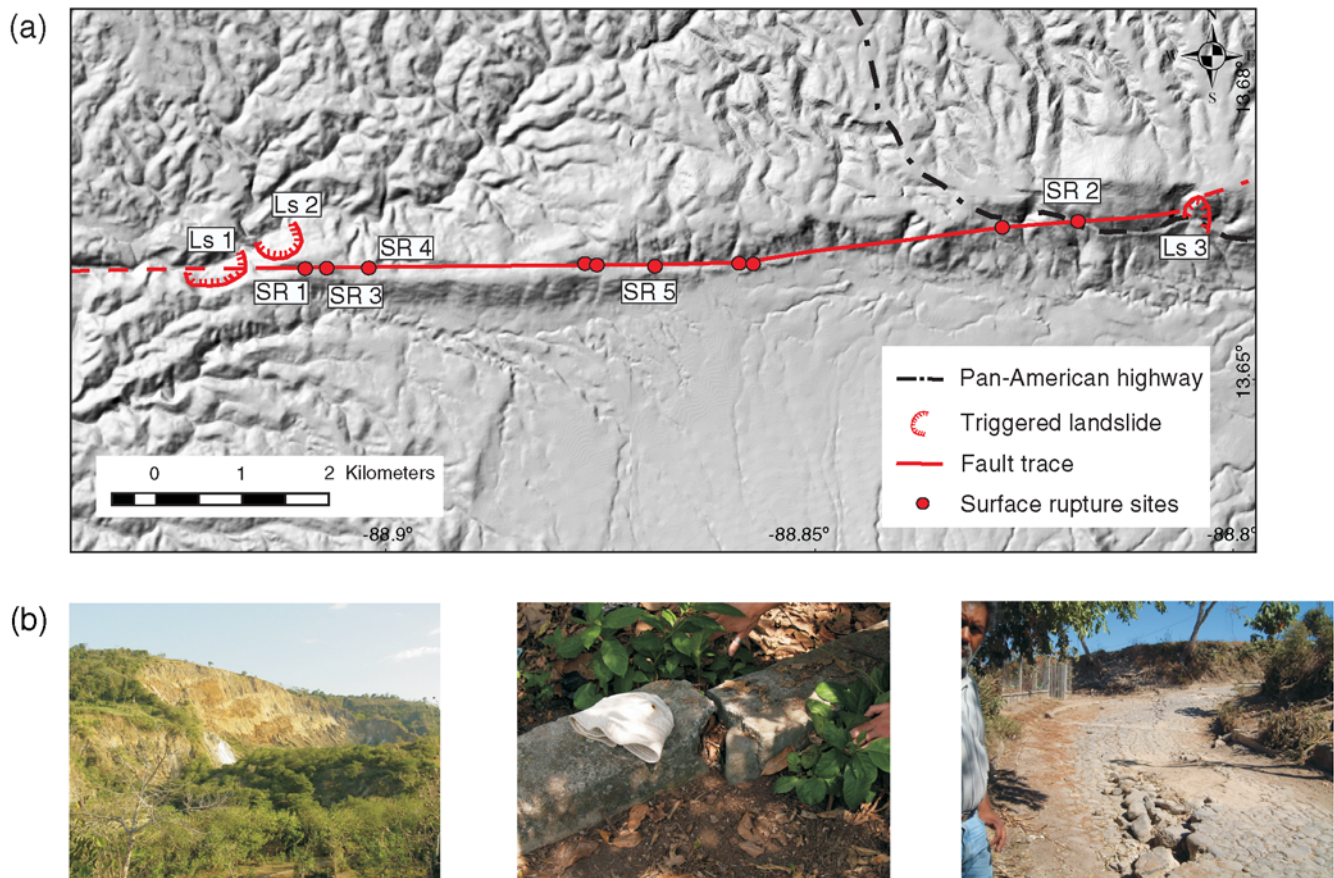 (a)
N
W
E
S
13.68°
Ls 2
SR 2
Ls 1
SR 4
Ls 3
SR 1
SR 3
SR 5
13.65°
Pan-American highway
Triggered landslide
Fault trace
Surface rupture sites
0 1 2 Kilometers
-88.9°
-88.85°
-88.8°
(b)